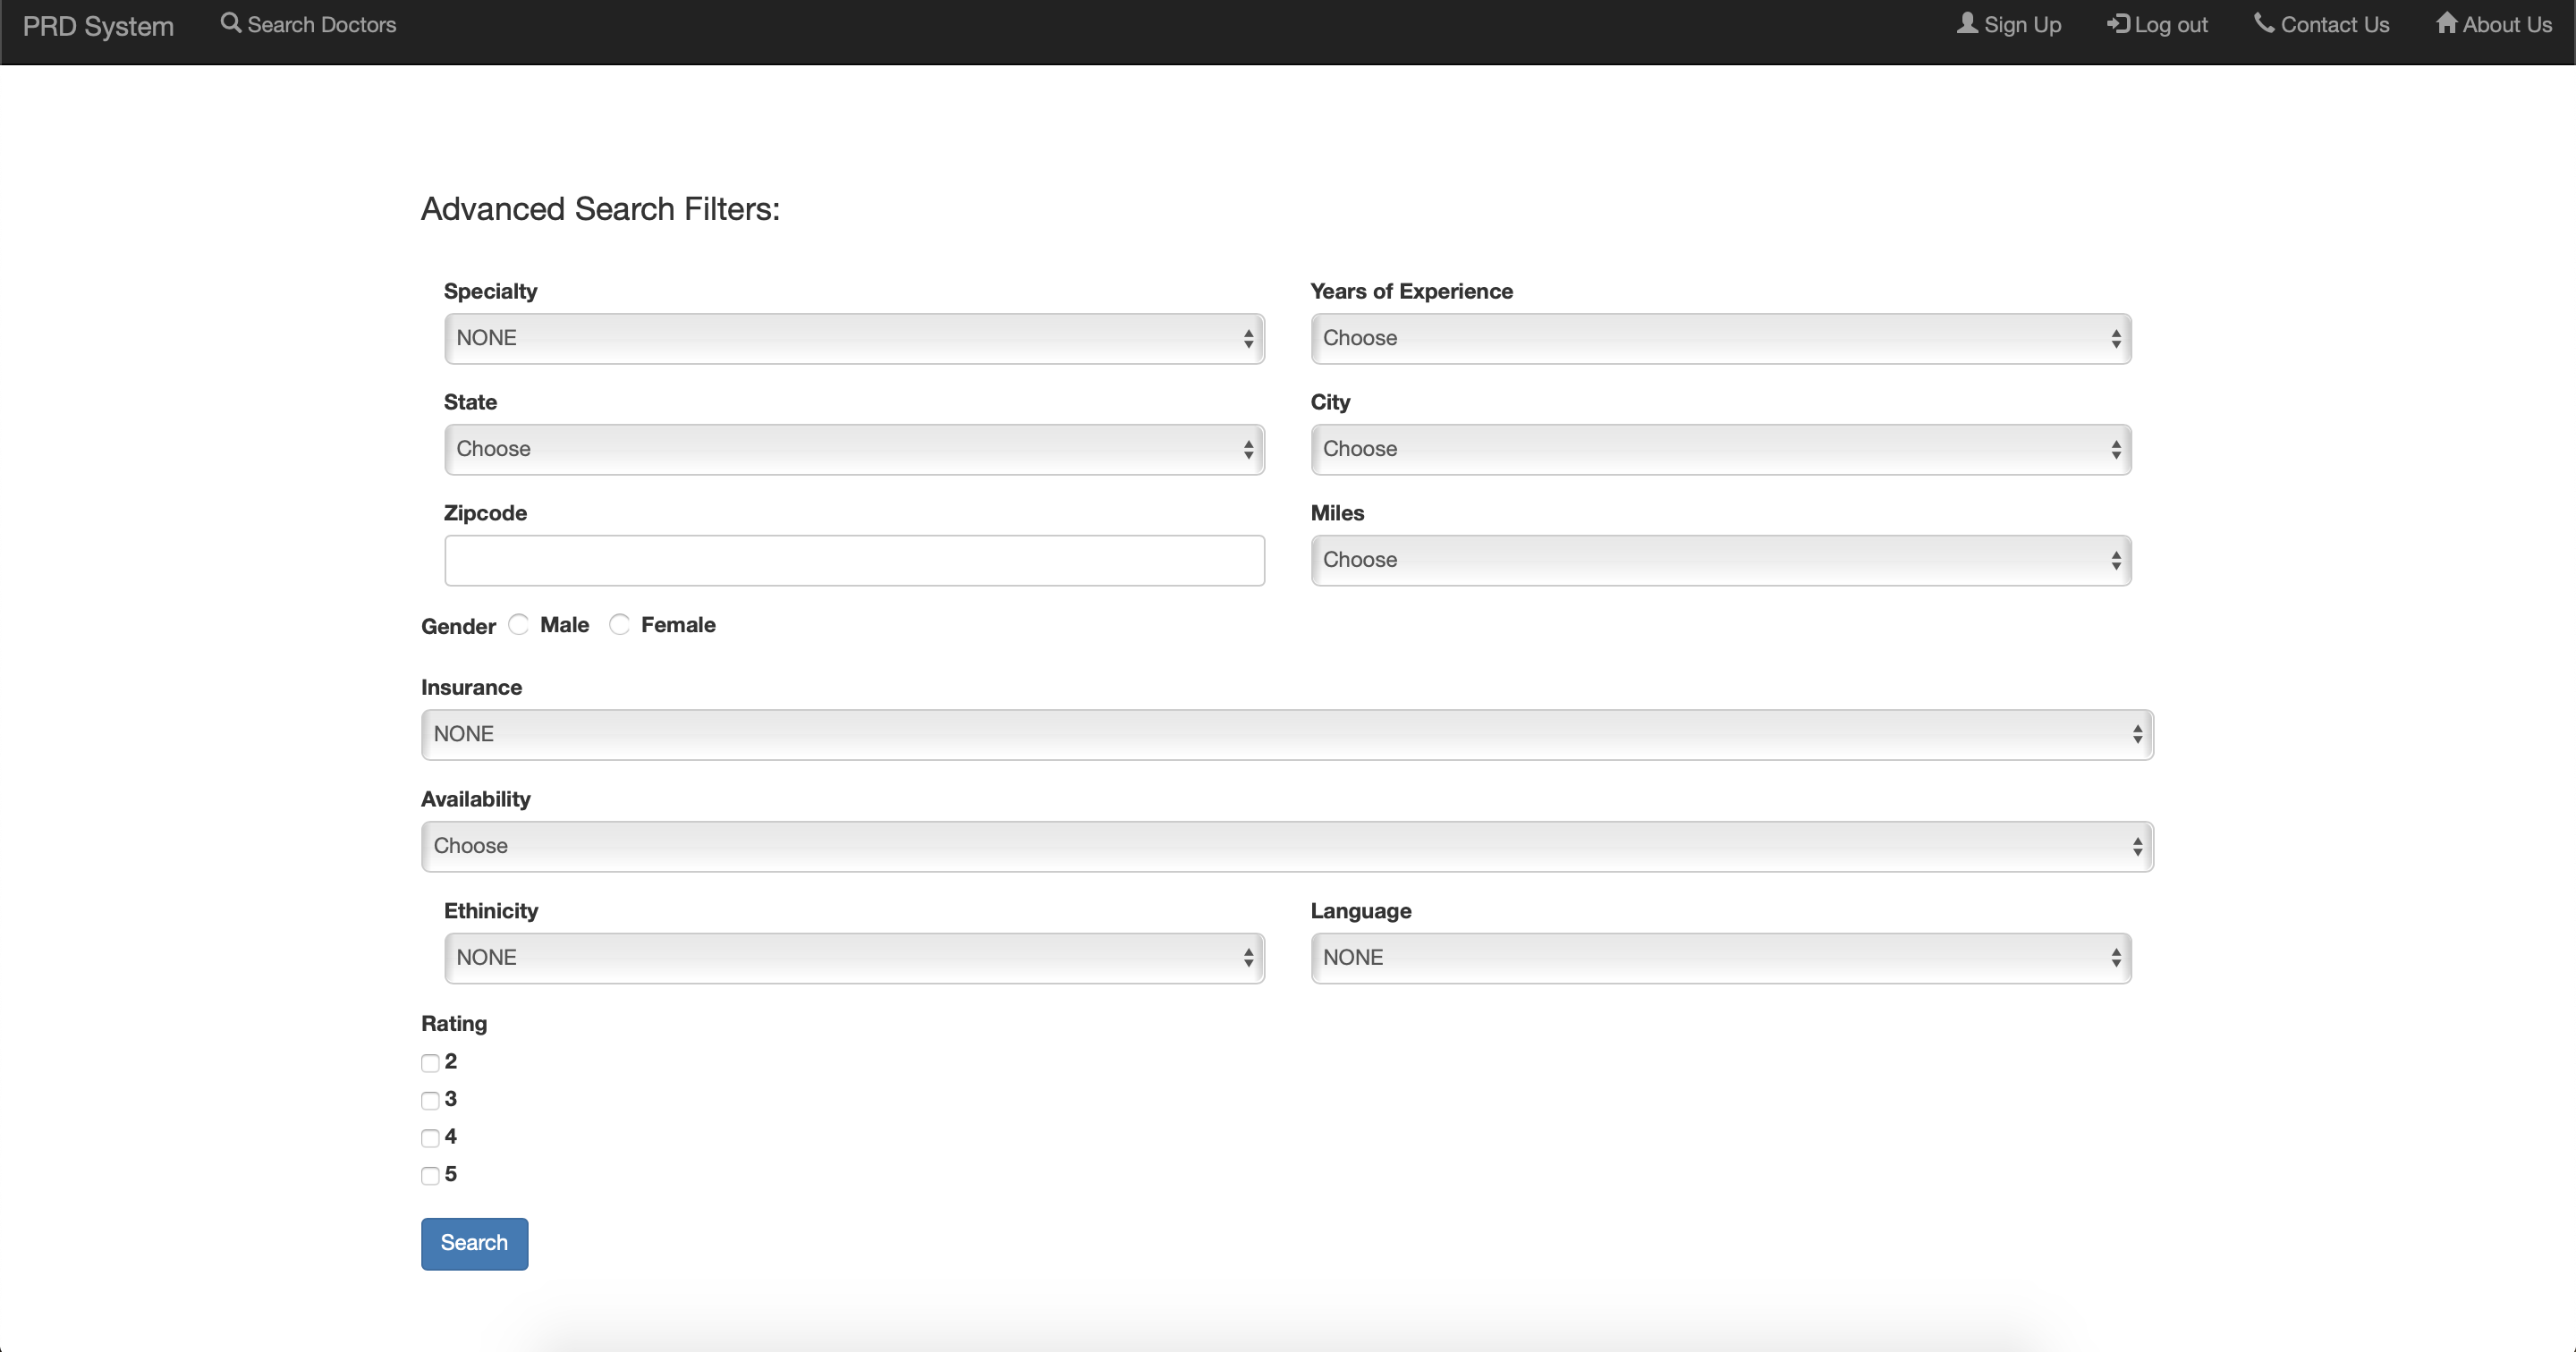 PRD System Search Doctors Sign Up Log out Contact Us About Us
Advanced Search Filters:
Specialty Years of Experience
NONE Choose
State City
Choose Choose
Zipcode Miles
Choose
Gender Male Female
Insurance
NONE
Availability
Choose
Ethinicity Language
NONE NONE
Rating
2
3
4
5
Search